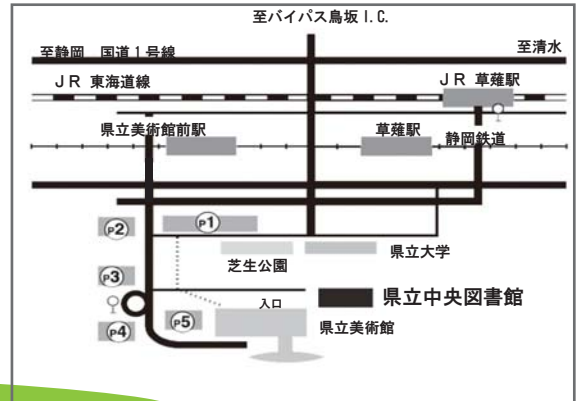 至バイパス鳥坂 I.C.
至静岡 国道1号線
至清水
JR 東海道線
JR 草薙駅
県立美術館前駅
草薙駅
静岡鉄道
P2
P1
県立大学
芝生公園
P3
入口
県立中央図書館
P4
P5
県立美術館